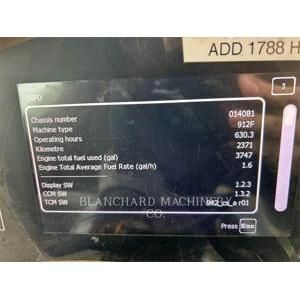 ADD 1788 H
3
INFO
Chassis number 014081
Machine type 912F
Operating hours 630.3
Kilometre 2371
Engine total fuel used (gal) 3747
Engine Total Average Fuel Rate (gal/h) 1.6
Display SW 1.2.3
CCM SW 1.3.2
TCM SW r01
BLANCHARD MACHINERY
CO.
Press Esc